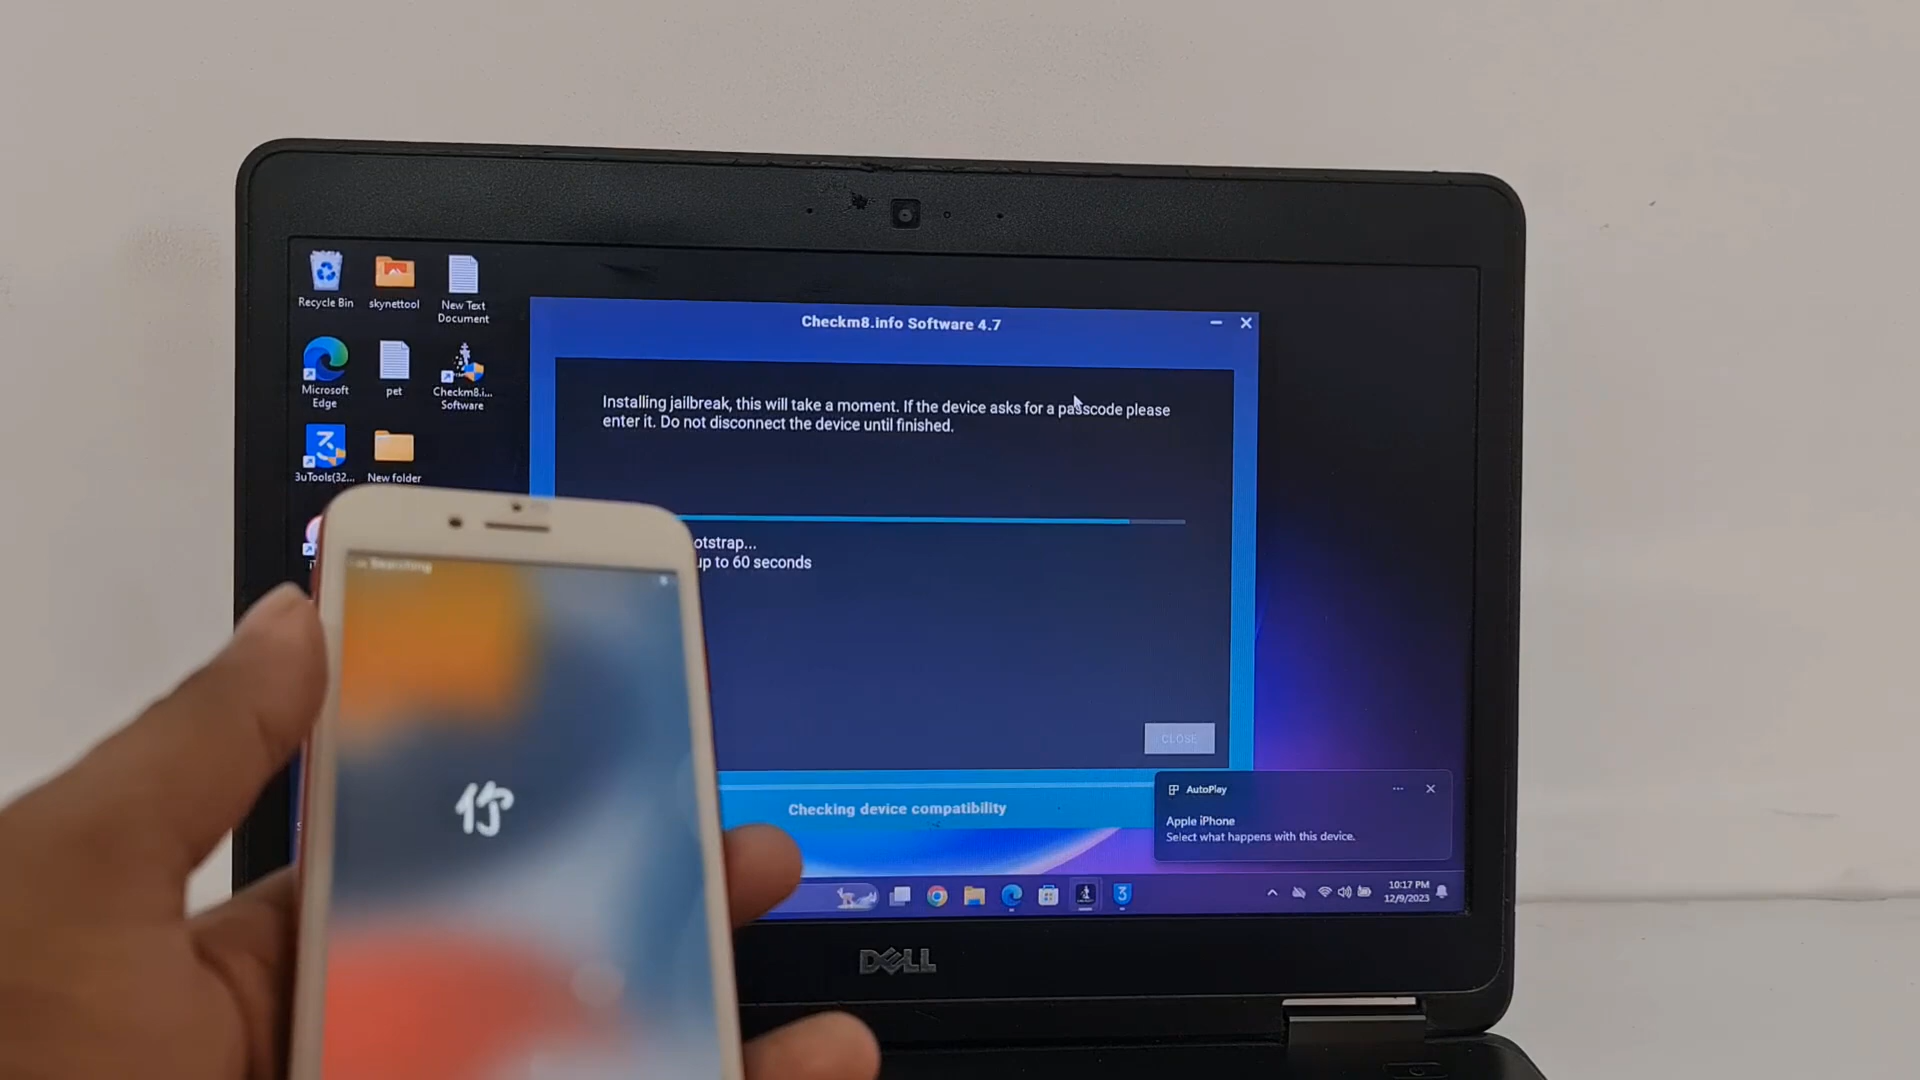 Recycle Bin
skynettool
New Text
Document
Microsoft
Edge
pet
Checkm8.i...
Software
3uTools(32...
New folder
Checkm8.info Software 4.7
Installing jailbreak, this will take a moment. If the device asks for a passcode please
enter it. Do not disconnect the device until finished.
otstrap...
up to 60 seconds
CLOSE
Checking device compatibility
AutoPlay
Apple iPhone
Select what happens with this device.
10:17 PM
12/9/2023
DELL
Searching
你